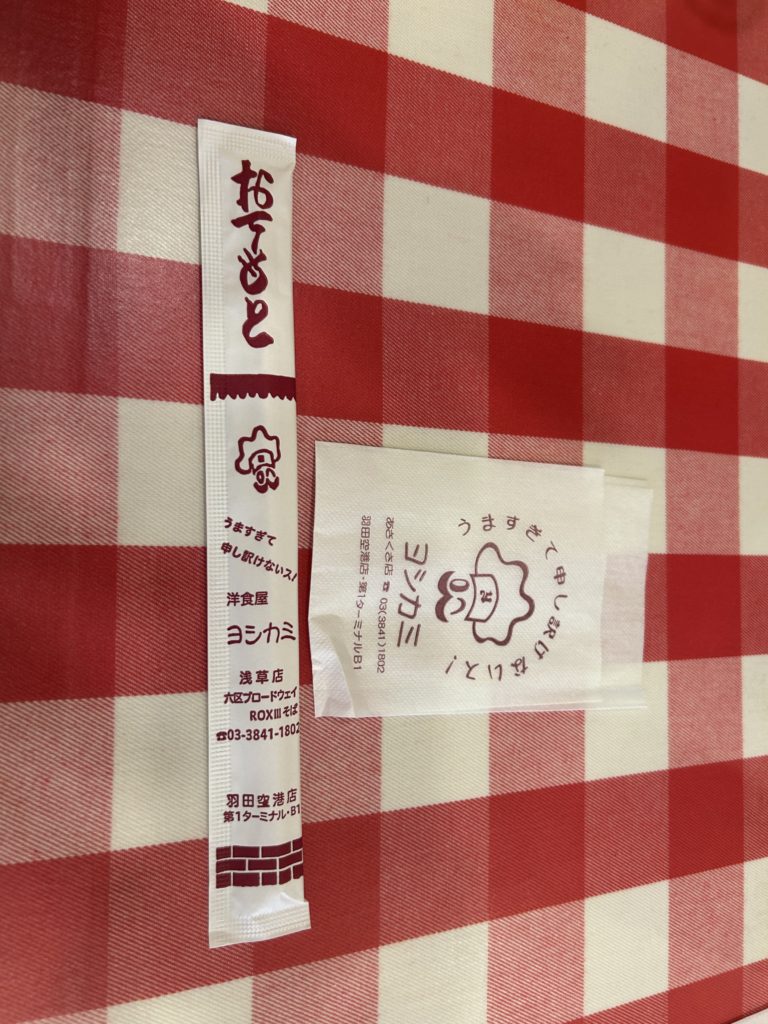 おてもと
うますぎて
申し訳けないス!
洋食屋
ヨシカミ
浅草店
六区ブロードウェイ
ROXⅢそば
☎03-3841-1802
羽田空港店
第1ターミナル・B1
うますぎて申し訳けないス!
ヨシカミ
あさくさ店 ☎ 03(3841)1802
羽田空港店・第1ターミナルB1